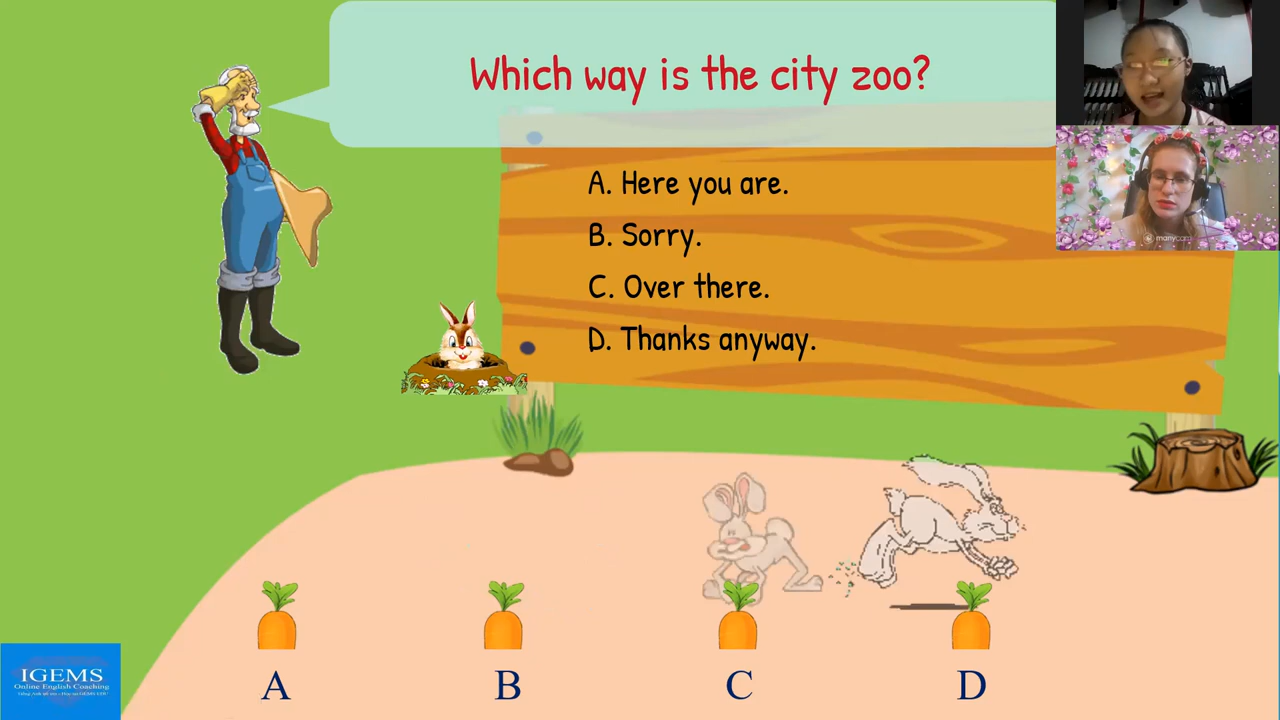 Which way is the city zoo?
A. Here you are.
B. Sorry.
C. Over there.
D. Thanks anyway.
A B C D
IGEMS
Online English Coaching